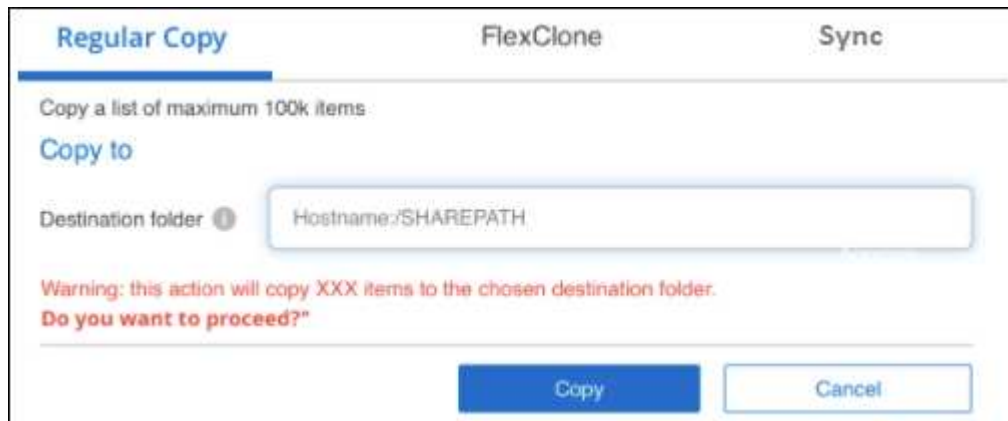 Regular Copy FlexClone Sync
Copy a list of maximum 100k items
Copy to
Destination folder Hostname:/SHAREPATH
Warning: this action will copy XXX items to the chosen destination folder.
Do you want to proceed?"
Copy Cancel